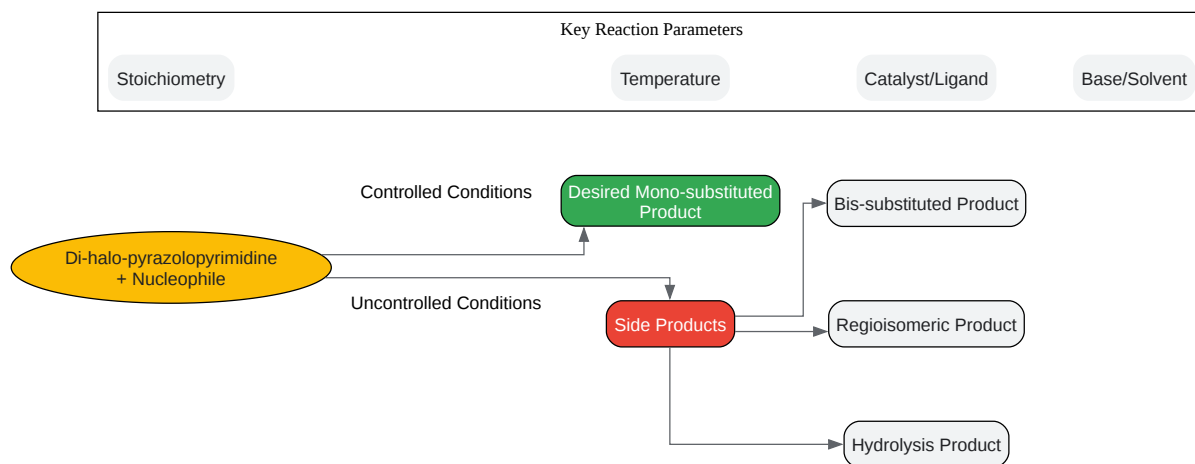 Key Reaction Parameters
Stoichiometry
Temperature
Catalyst/Ligand
Base/Solvent
Controlled Conditions
Desired Mono-substituted
Product
Bis-substituted Product
Di-halo-pyrazolopyrimidine
+ Nucleophile
Uncontrolled Conditions
Side Products
Regioisomeric Product
Hydrolysis Product